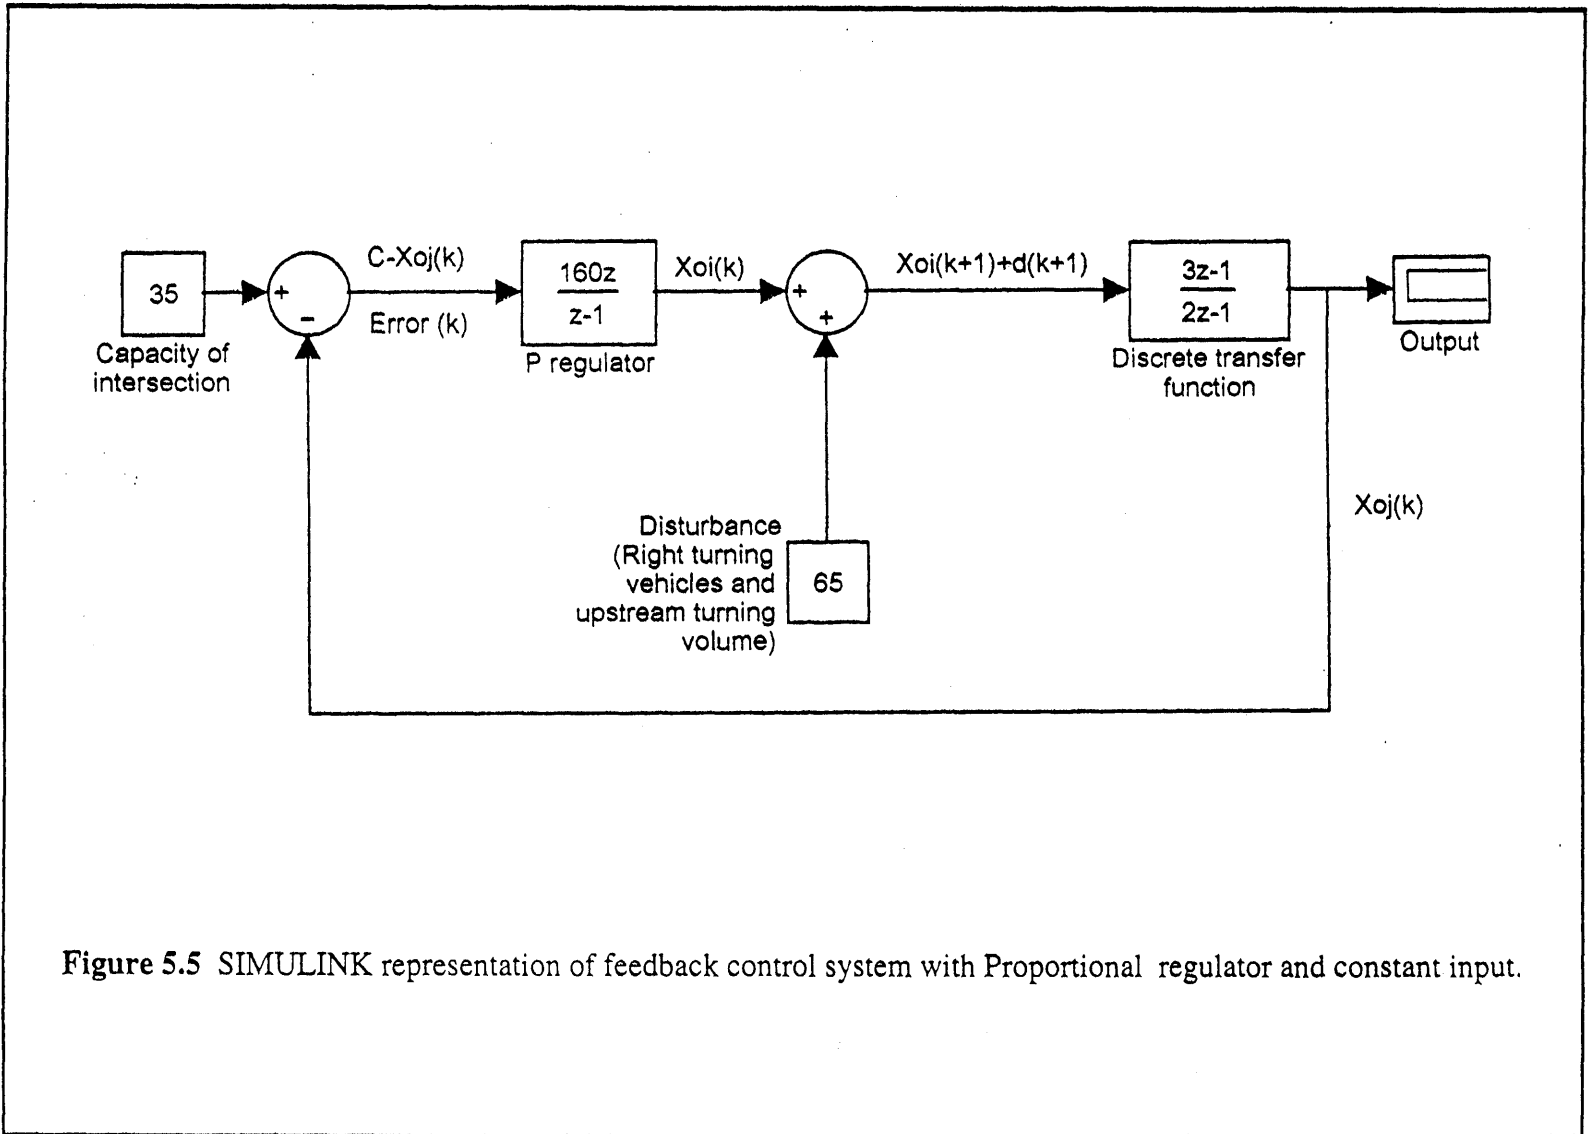 35
Capacity of
intersection
+
-
C-Xoj(k)
Error (k)
160z
z-1
P regulator
Xoi(k)
+
+
Xoi(k+1)+d(k+1)
3z-1
2z-1
Discrete transfer
function
Output
Xoj(k)
Disturbance
(Right turning
vehicles and
upstream turning
volume)
65
Figure 5.5 SIMULINK representation of feedback control system with Proportional regulator and constant input.